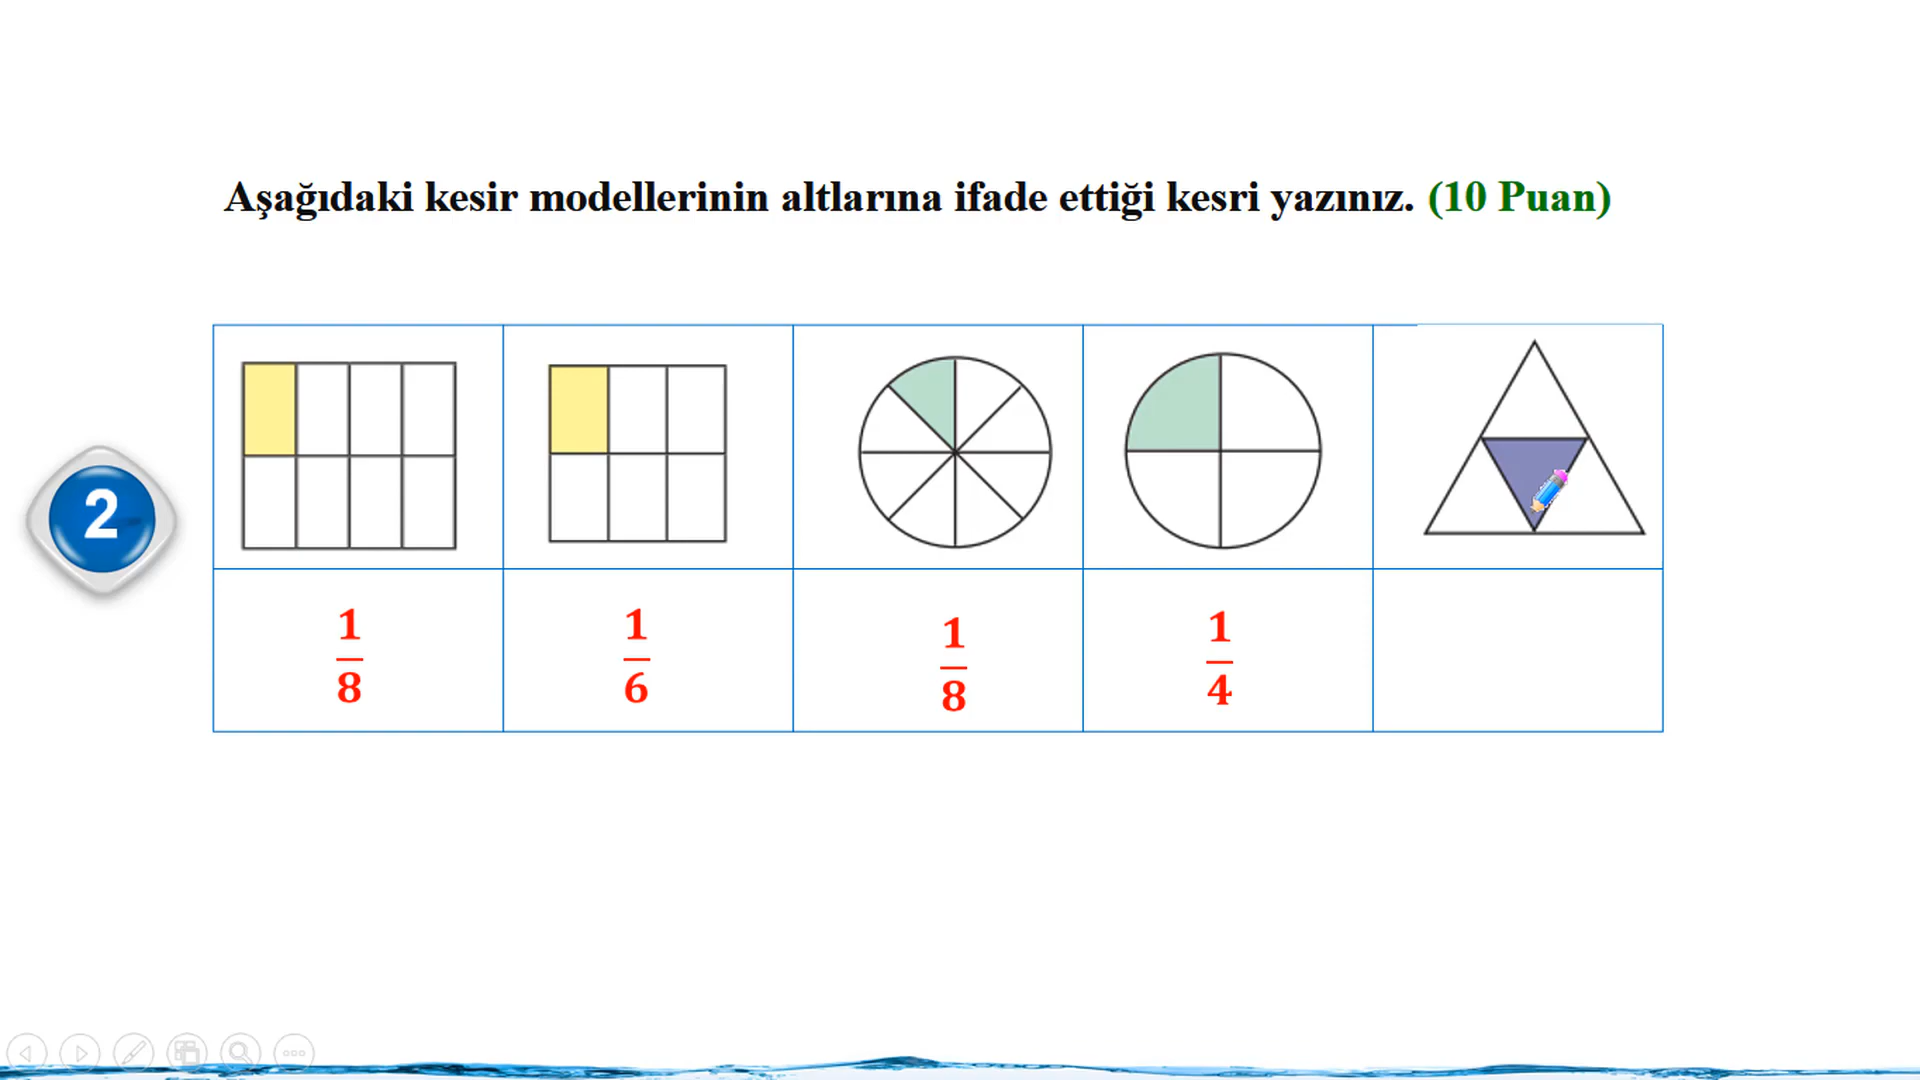 Aşağıdaki kesir modellerinin altlarına ifade ettiği kesri yazınız. (10 Puan)
2
1 1 1 1
8 6 8 4